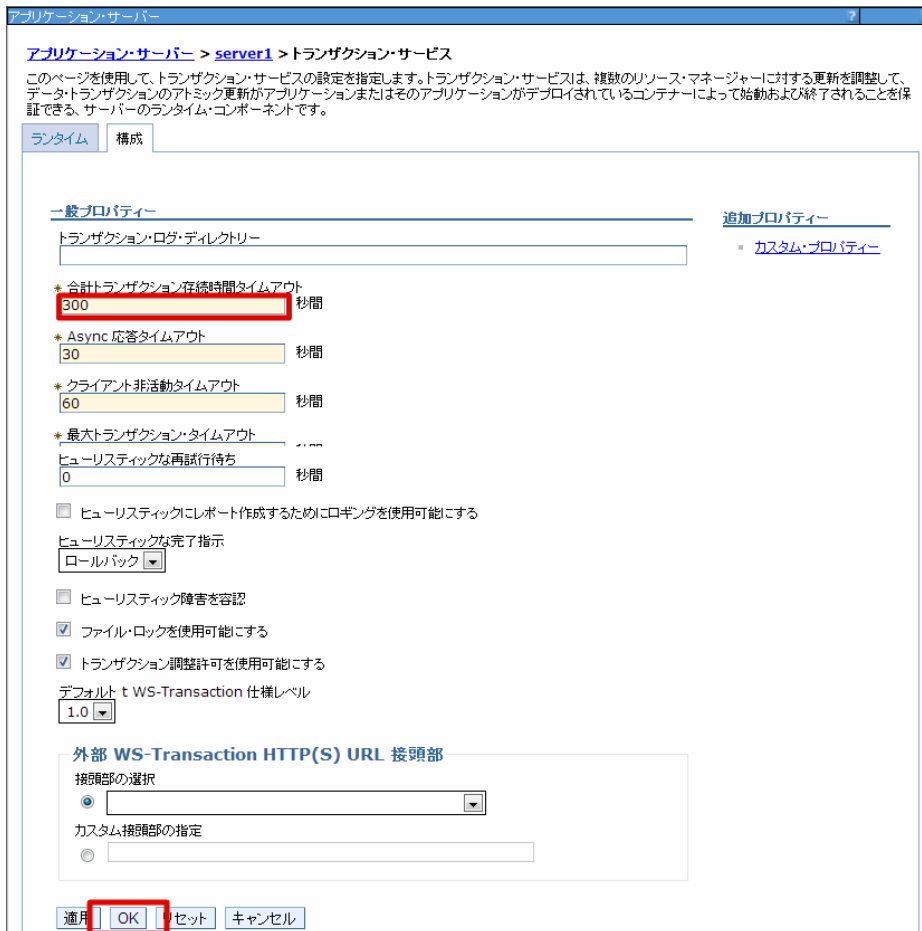 アプリケーション・サーバー
?
アプリケーション・サーバー > server1 > トランザクション・サービス
このページを使用して、トランザクション・サービスの設定を指定します。トランザクション・サービスは、複数のリソース・マネージャーに対する更新を調整して、
データ・トランザクションのアトミック更新がアプリケーションまたはそのアプリケーションがデプロイされているコンテナーによって始動および終了されることを保
証できる、サーバーのランタイム・コンポーネントです。
ランタイム 構成
一般プロパティー
追加プロパティー
カスタム・プロパティー
トランザクション・ログ・ディレクトリー
* 合計トランザクション存続時間タイムアウト
300 秒間
* Async 応答タイムアウト
30 秒間
* クライアント非活動タイムアウト
60 秒間
* 最大トランザクション・タイムアウト
ヒューリスティックな再試行待ち
0 秒間
ヒューリスティックにレポート作成するためにロギングを使用可能にする
ヒューリスティックな完了指示
ロールバック
ヒューリスティック障害を容認
ファイル・ロックを使用可能にする
トランザクション調整許可を使用可能にする
デフォルト t WS-Transaction 仕様レベル
1.0
外部 WS-Transaction HTTP(S) URL 接頭部
接頭部の選択
カスタム接頭部の指定
適用 OK リセット キャンセル